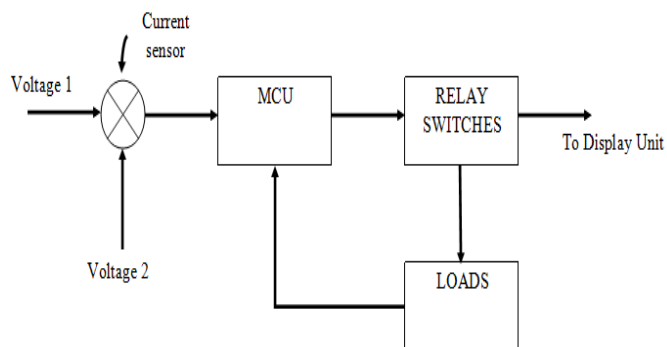 Current
sensor
Voltage 1
MCU
RELAY
SWITCHES
To Display Unit
Voltage 2
LOADS